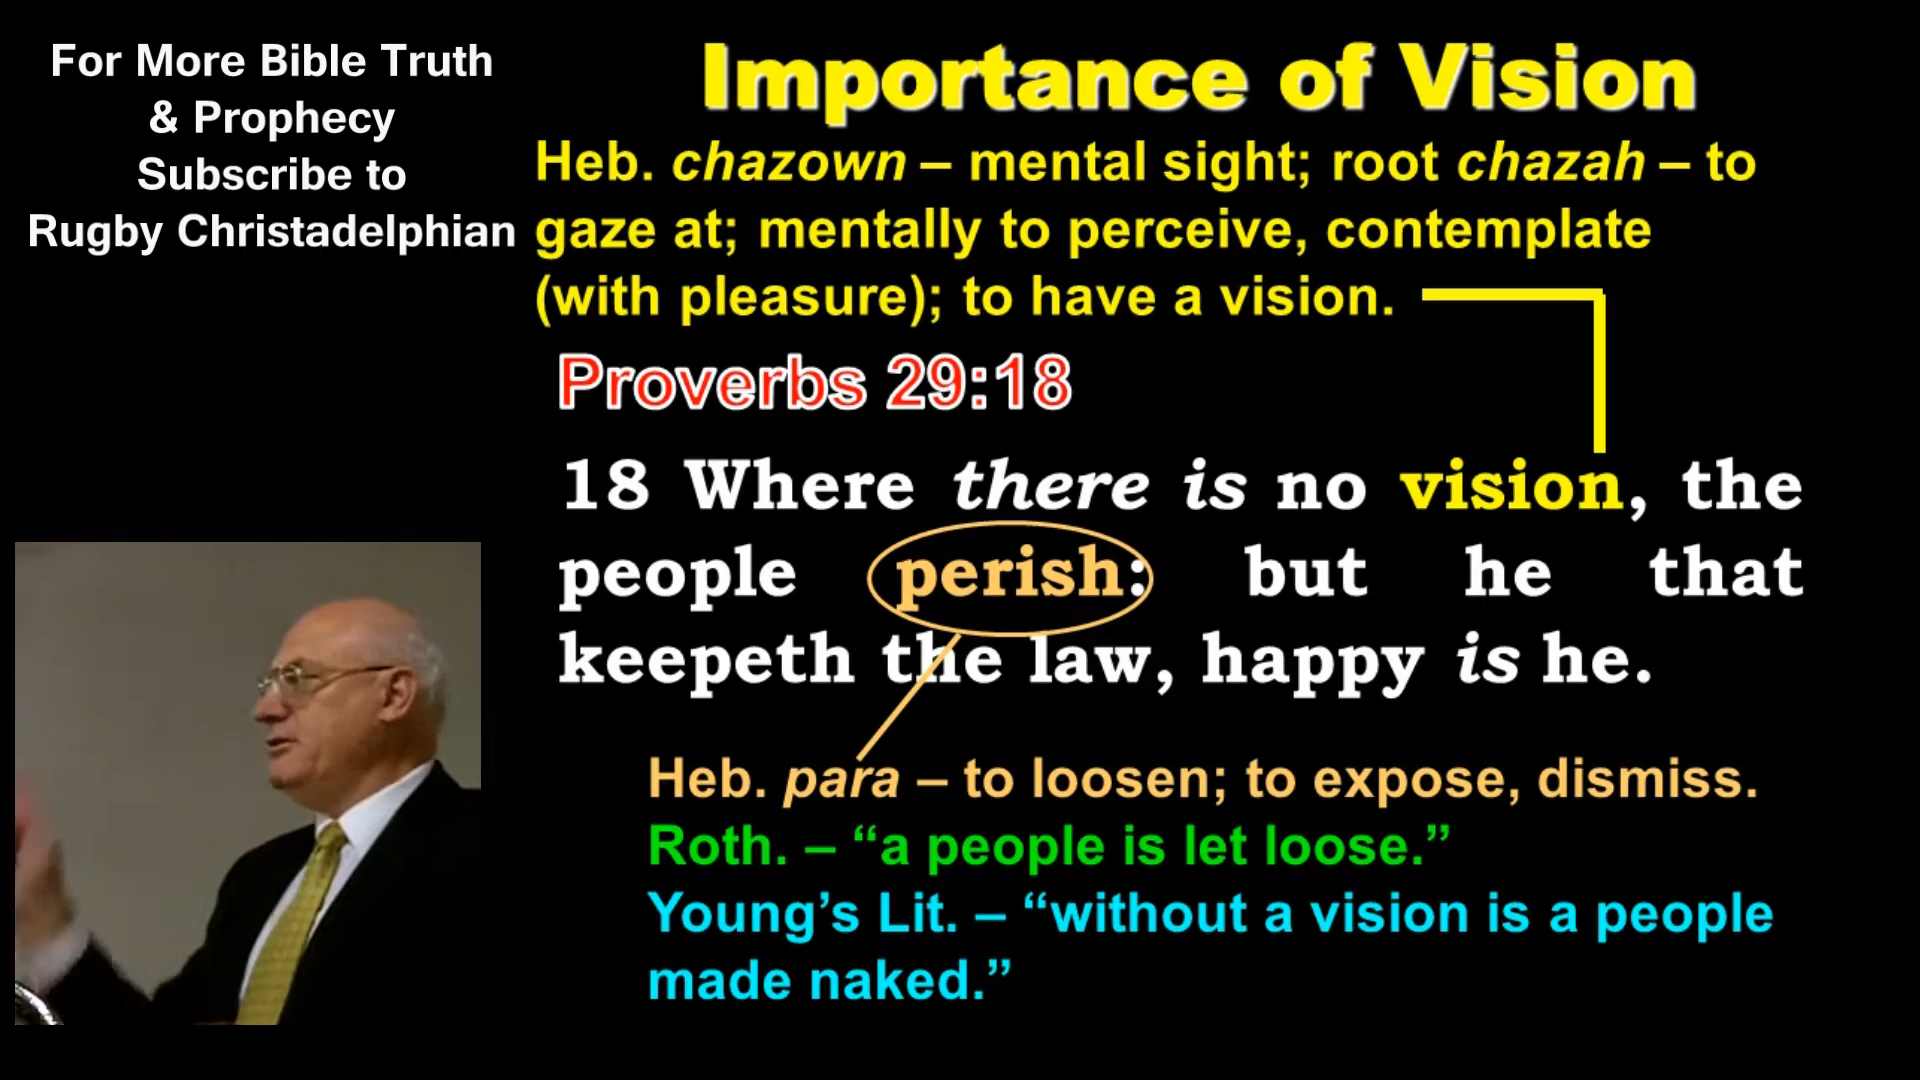 For More Bible Truth
& Prophecy
Subscribe to
Rugby Christadelphian
Importance of Vision
Heb. chazown – mental sight; root chazah – to
gaze at; mentally to perceive, contemplate
(with pleasure); to have a vision.
Proverbs 29:18
18 Where there is no vision, the
people perish: but he that
keepeth the law, happy is he.
Heb. para – to loosen; to expose, dismiss.
Roth. – “a people is let loose.”
Young’s Lit. – “without a vision is a people
made naked.”